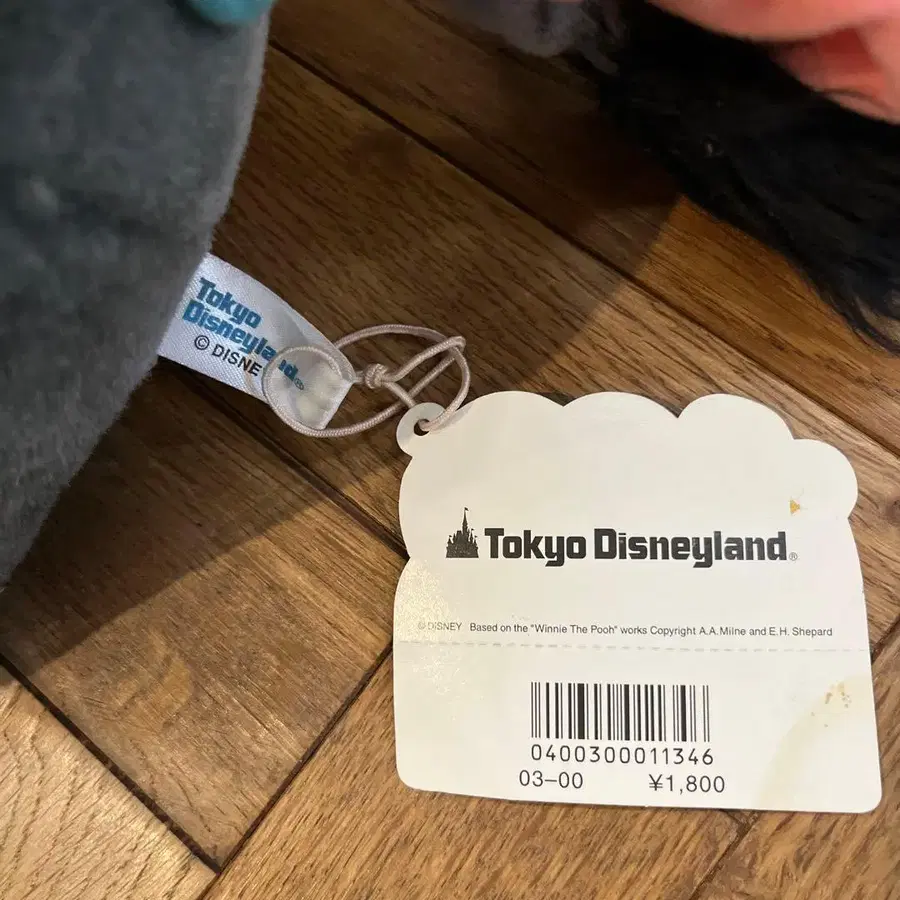 Tokyo
Disneyland®
© DISNE
Tokyo Disneyland®
© DISNEY Based on the "Winnie The Pooh" works Copyright A.A.Milne and E.H. Shepard
0400300011346
03–00 ¥1,800